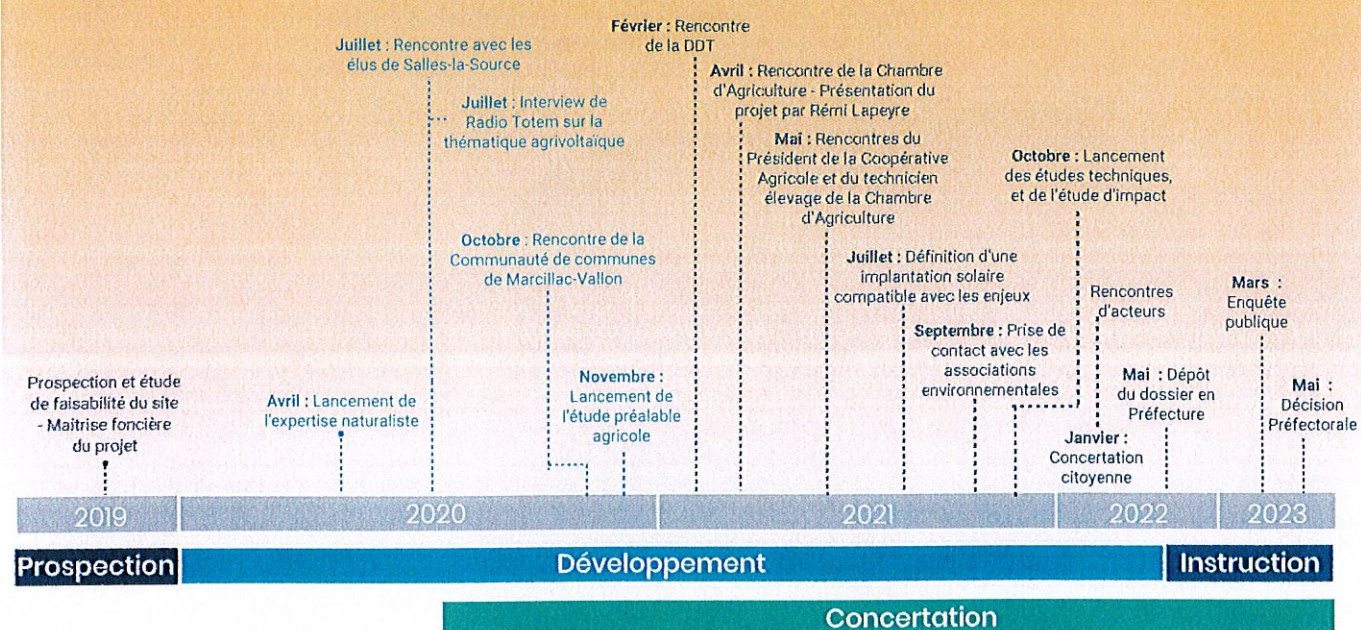 Février : Rencontre
de la DDT
Juillet : Rencontre avec les
élus de Salles-la-Source
Avril : Rencontre de la Chambre
d'Agriculture - Présentation du
projet par Rémi Lapeyre
Juillet : Interview de
Radio Totem sur la
thématique agrivoltaïque
Mai : Rencontres du
Président de la Coopérative
Agricole et du technicien
élevage de la Chambre
d'Agriculture
Octobre : Lancement
des études techniques,
et de l'étude d'impact
Octobre : Rencontre de la
Communauté de communes
de Marcillac-Vallon
Juillet : Définition d'une
implantation solaire
compatible avec les enjeux
Rencontres
d'acteurs
Mars :
Enquête
publique
Septembre : Prise de
contact avec les
associations
environnementales
Prospection et étude
de faisabilité du site
- Maitrise foncière
du projet
Avril : Lancement de
l'expertise naturaliste
Novembre :
Lancement de
l'étude préalable
agricole
Mai : Dépôt
du dossier en
Préfecture
Mai :
Décision
Préfectorale
Janvier :
Concertation
citoyenne
2019
2020
2021
2022
2023
Prospection
Développement
Instruction
Concertation